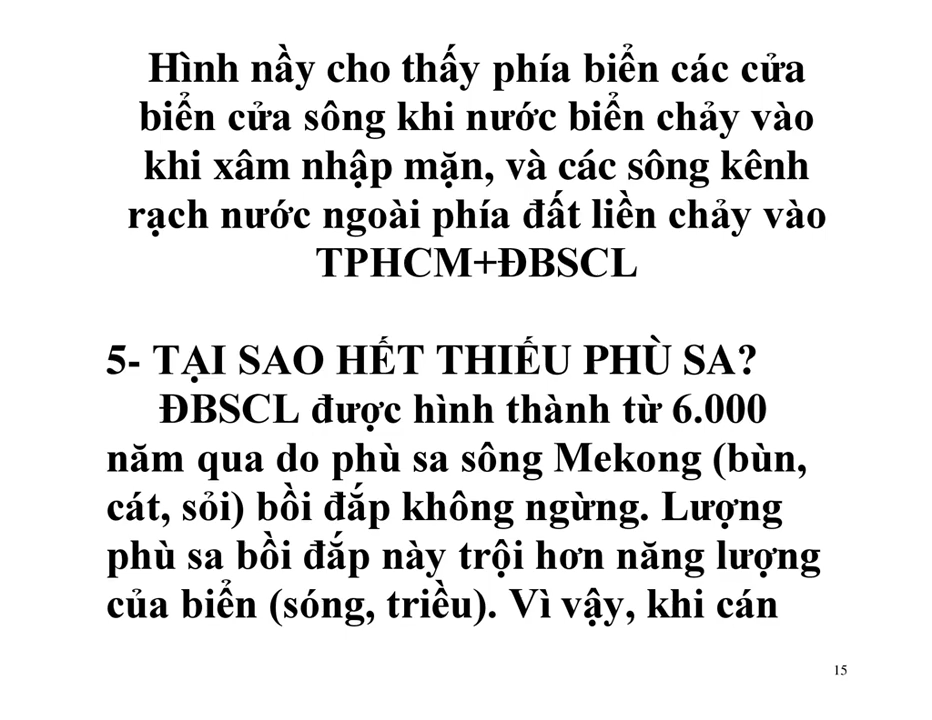 Hình nầy cho thấy phía biển các cửa
biển cửa sông khi nước biển chảy vào
khi xâm nhập mặn, và các sông kênh
rạch nước ngoài phía đất liền chảy vào
TPHCM+ĐBSCL
5- TẠI SAO HẾT THIẾU PHÙ SA?
ĐBSCL được hình thành từ 6.000
năm qua do phù sa sông Mekong (bùn,
cát, sỏi) bồi đắp không ngừng. Lượng
phù sa bồi đắp này trội hơn năng lượng
của biển (sóng, triều). Vì vậy, khi cán
15